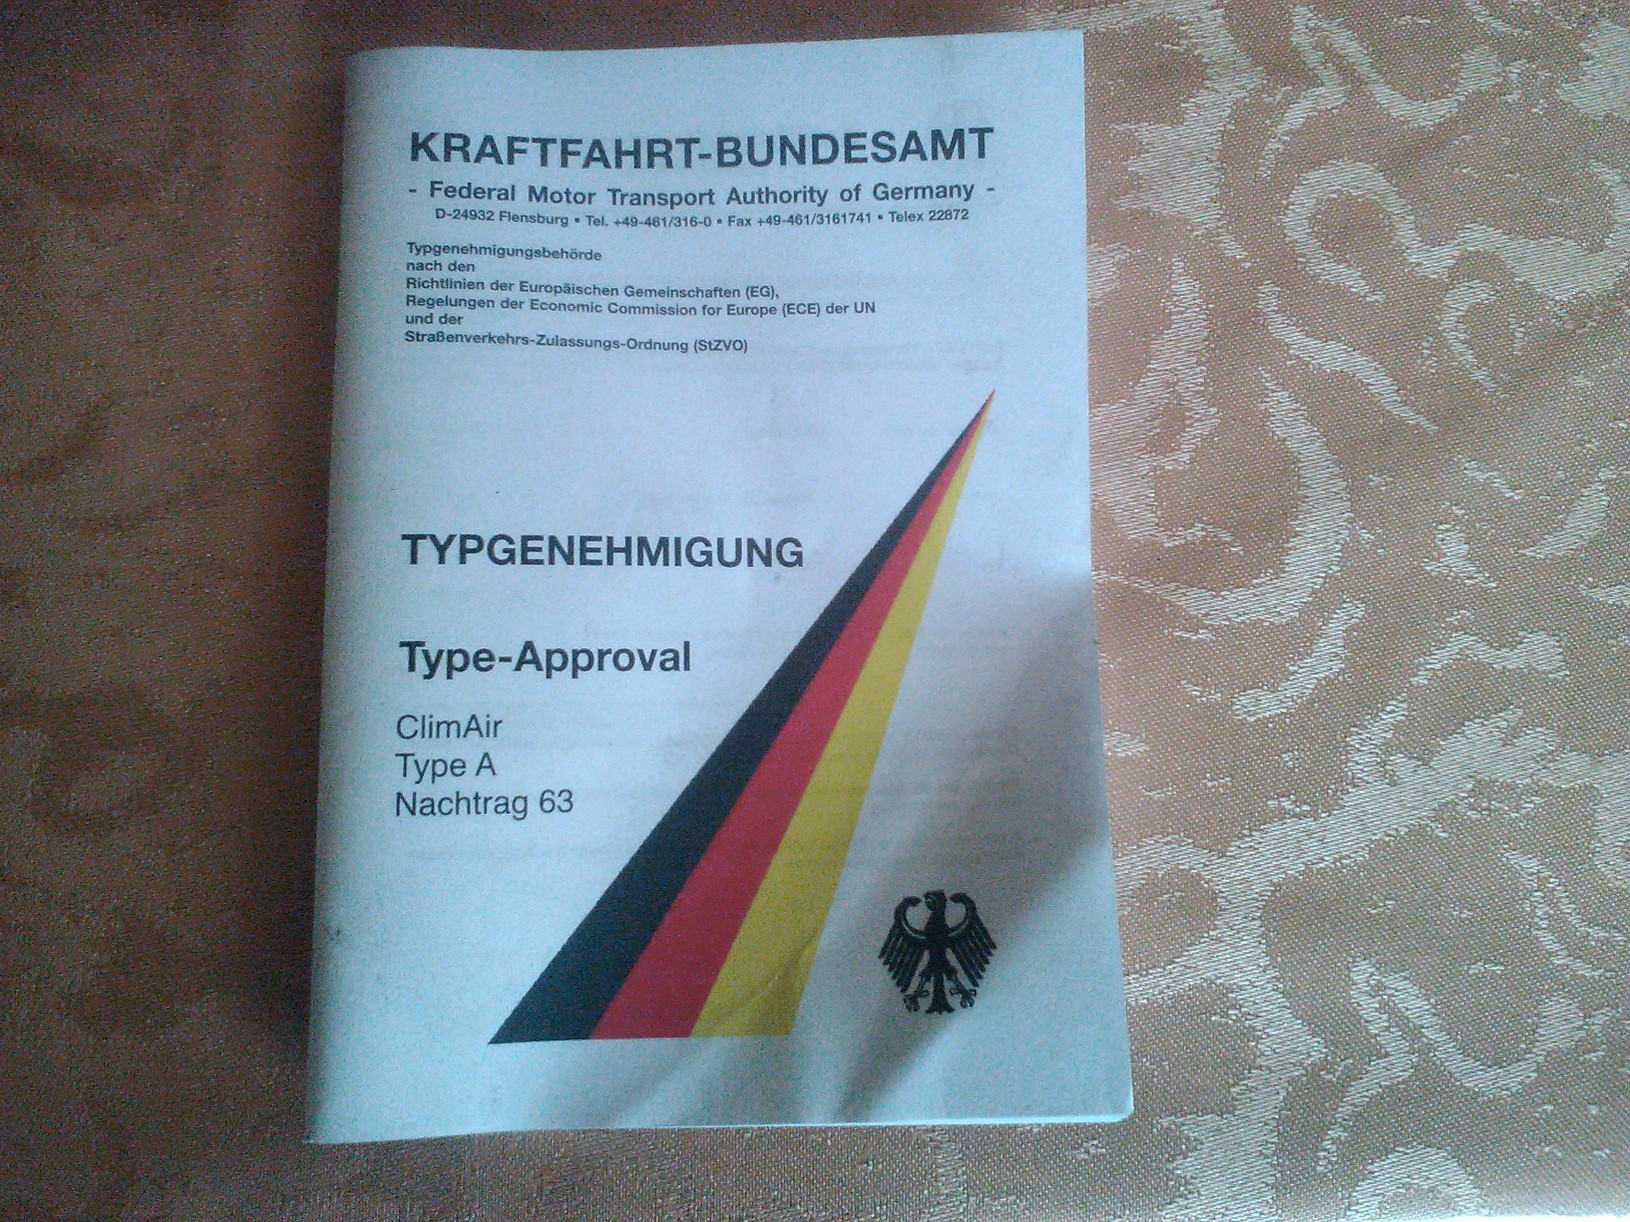 KRAFTFAHRT-BUNDESAMT
- Federal Motor Transport Authority of Germany -
D-24932 Flensburg • Tel. +49-461/316-0 • Fax +49-461/3161741 • Telex 22872
Typgenehmigungsbehörde
nach den
Richtlinien der Europäischen Gemeinschaften (EG),
Regelungen der Economic Commission for Europe (ECE) der UN
und der
Straßenverkehrs-Zulassungs-Ordnung (StZVO)
TYPGENEHMIGUNG
Type-Approval
ClimAir
Type A
Nachtrag 63